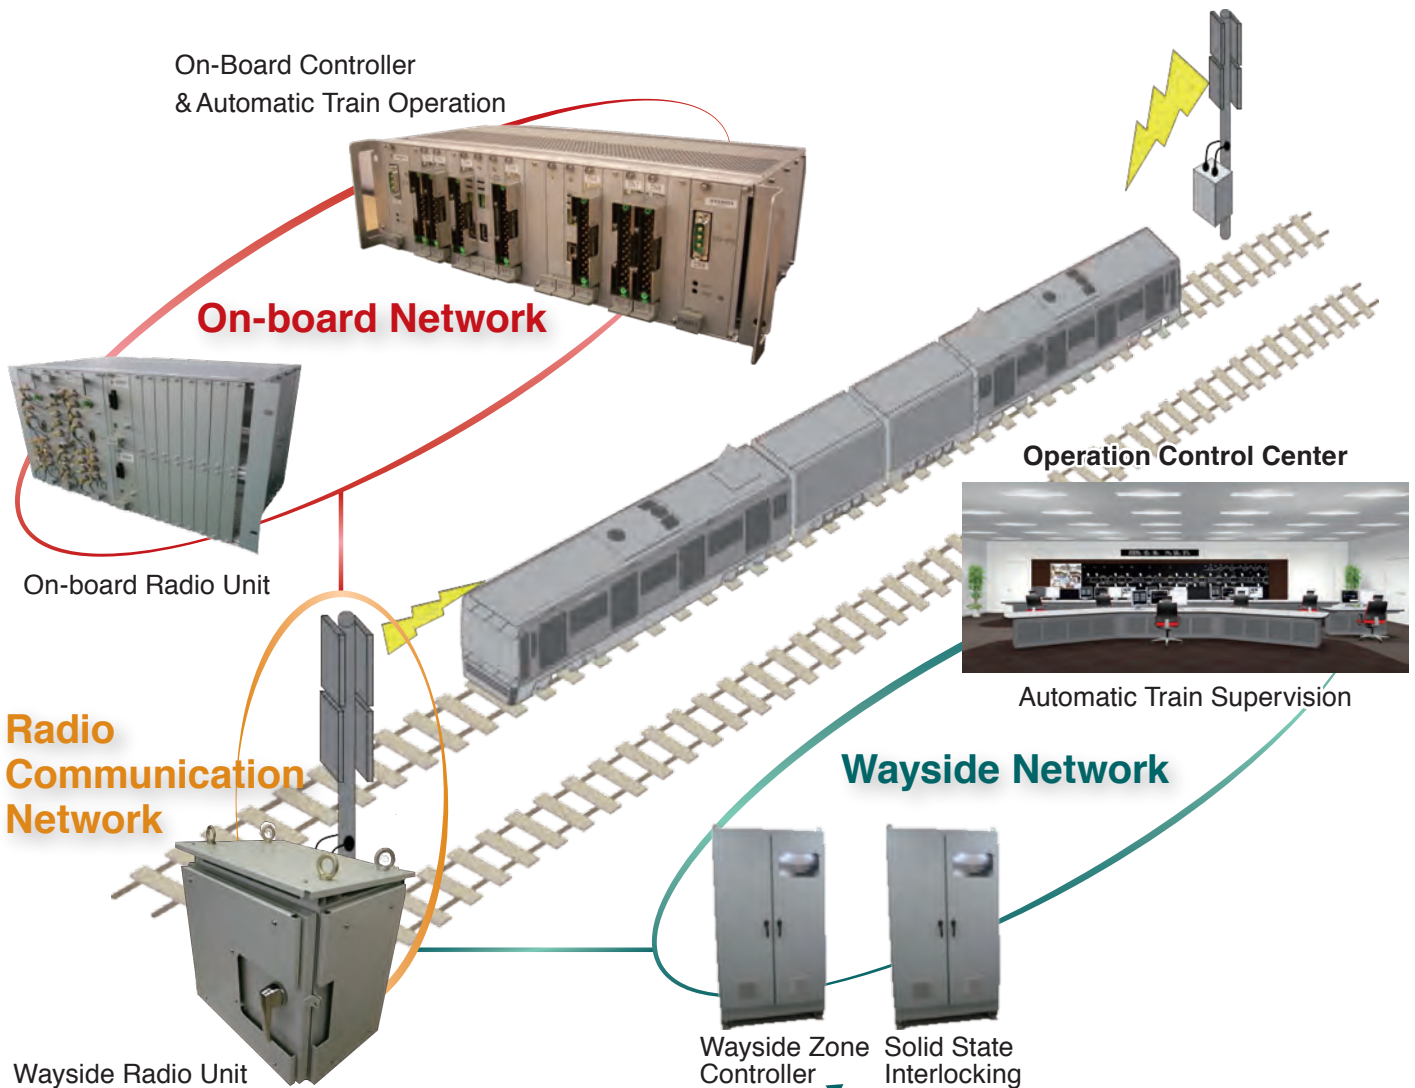 On-Board Controller
& Automatic Train Operation
On-board Network
On-board Radio Unit
Operation Control Center
Automatic Train Supervision
Radio
Communication
Network
Wayside Network
Wayside Radio Unit
Wayside Zone
Controller
Solid State
Interlocking